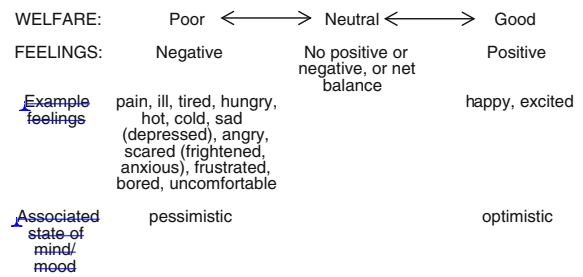 WELFARE: Poor Neutral Good
FEELINGS: Negative No positive or Positive
negative, or net
balance
Example pain, ill, tired, hungry, happy, excited
feelings hot, cold, sad
(depressed), angry,
scared (frightened,
anxious), frustrated,
bored, uncomfortable
Associated pessimistic optimistic
state of
mind/
mood